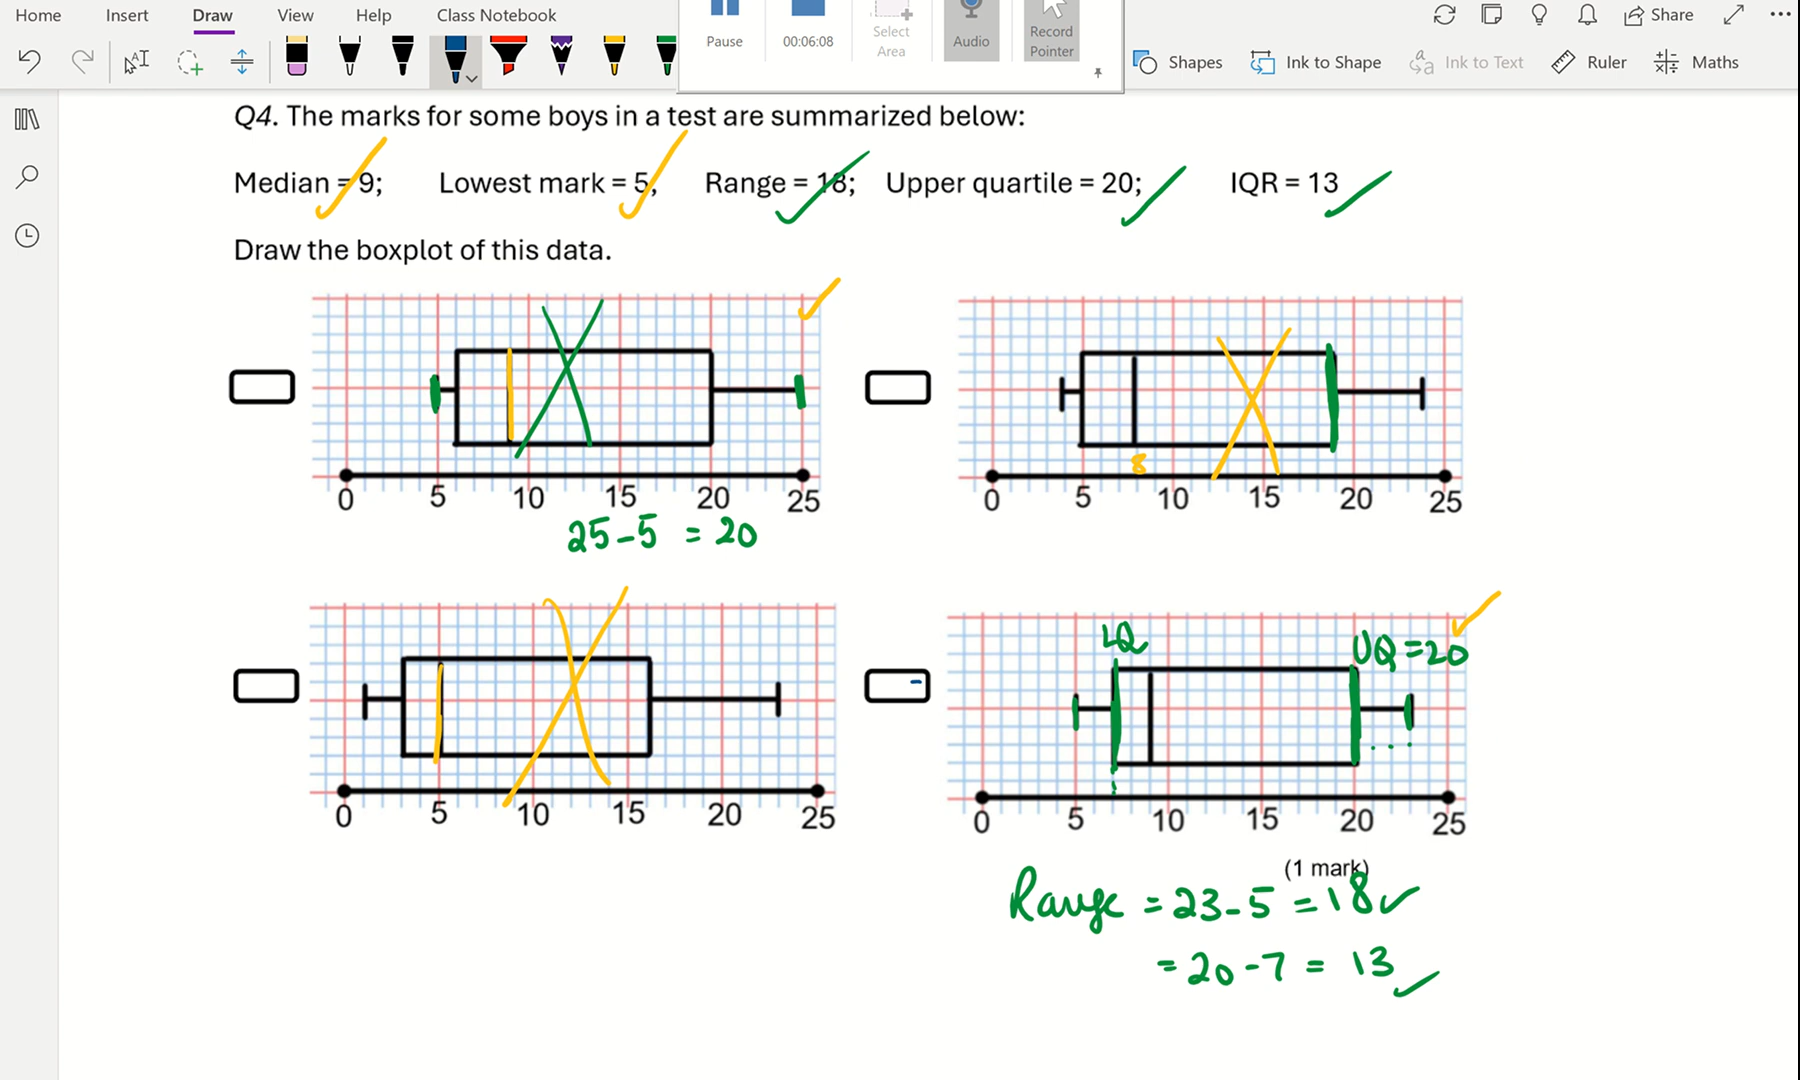 Home Insert Draw View Help Class Notebook
Pause 00:06:08 Select Area Audio Record Pointer
Share
Shapes Ink to Shape Ink to Text Ruler Maths
Q4. The marks for some boys in a test are summarized below:
Median = 9; Lowest mark = 5; Range = 18; Upper quartile = 20; IQR = 13
Draw the boxplot of this data.
0 5 10 15 20 25
25-5 = 20
8
0 5 10 15 20 25
0 5 10 15 20 25
LQ UQ=20
0 5 10 15 20 25
(1 mark)
Range = 23-5 = 18
= 20-7 = 13